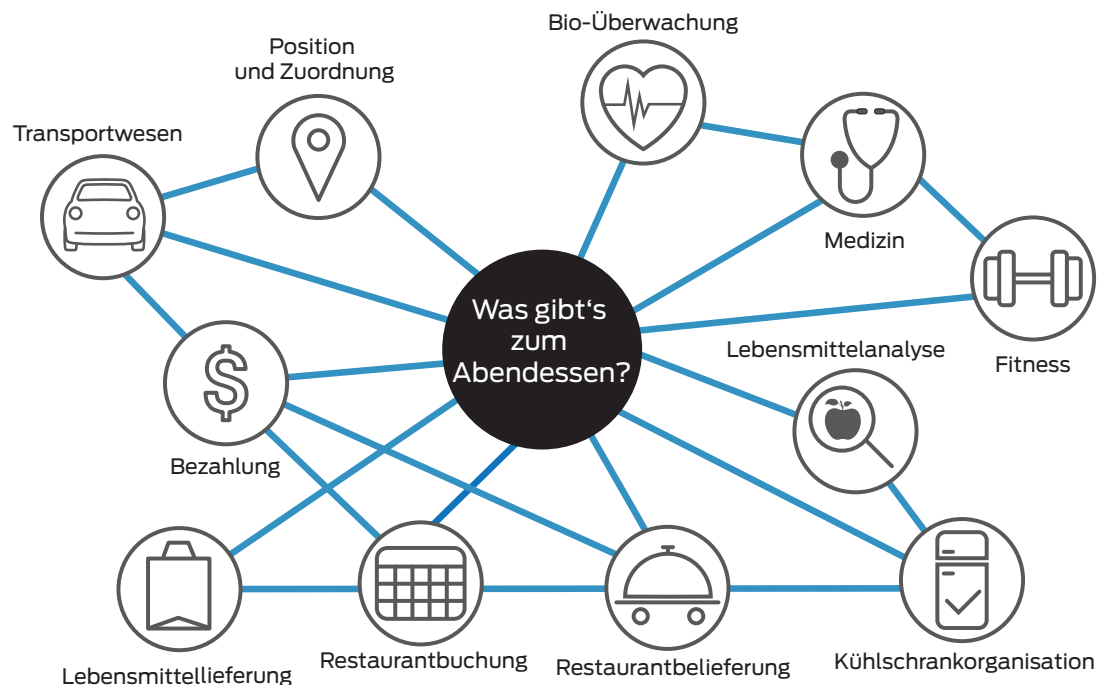 Bio-Überwachung
Position
und Zuordnung
Transportwesen
Medizin
Was gibt‘s
zum
Abendessen?
Lebensmittelanalyse
Fitness
$
Bezahlung
Restaurantbuchung
Restaurantbelieferung
Kühlschrankorganisation
Lebensmittellieferung